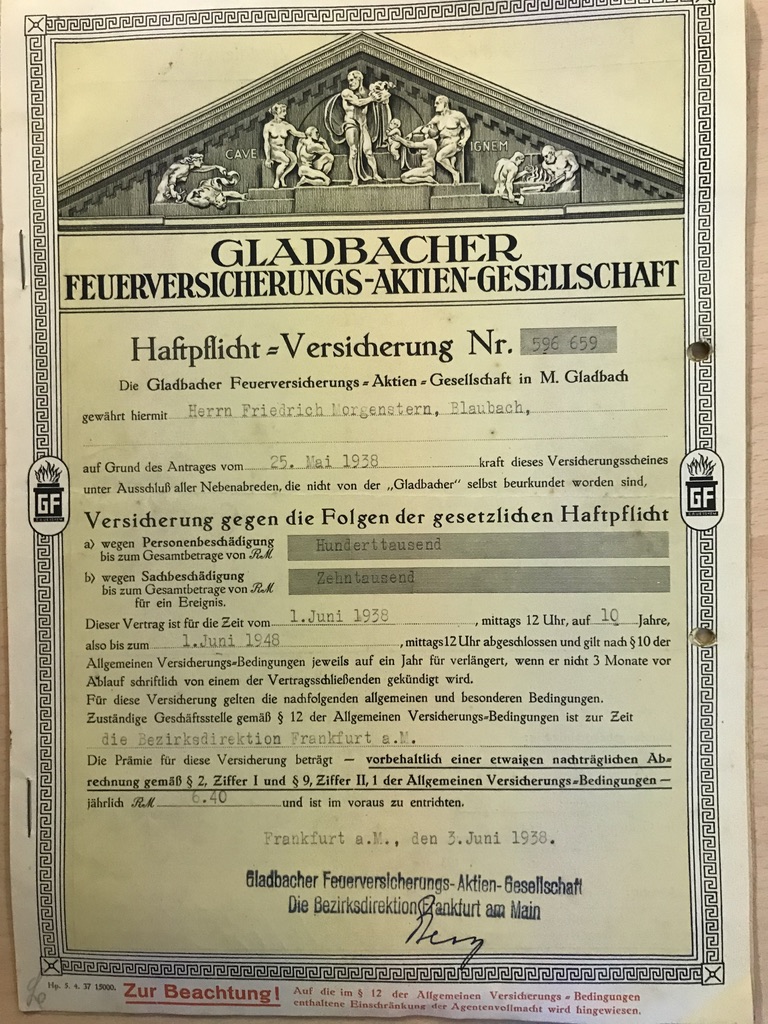 CAVE IGNEM
GLADBACHER
FEUERVERSICHERUNGS-AKTIEN-GESELLSCHAFT
Haftpflicht=Versicherung Nr. 596 659
Die Gladbacher Feuerversicherungs=Aktien=Gesellschaft in M. Gladbach
gewährt hiermit Herrn Friedrich Morgenstern, Blaubach,
auf Grund des Antrages vom 25. Mai 1938 kraft dieses Versicherungsscheines
unter Ausschluß aller Nebenabreden, die nicht von der „Gladbacher" selbst beurkundet worden sind,
GF
GF
Versicherung gegen die Folgen der gesetzlichen Haftpflicht
a) wegen Personenbeschädigung
bis zum Gesamtbetrage von RM Hunderttausend
b) wegen Sachbeschädigung
bis zum Gesamtbetrage von RM Zehntausend
für ein Ereignis.
Dieser Vertrag ist für die Zeit vom 1.Juni 1938, mittags 12 Uhr, auf 10 Jahre,
also bis zum 1.Juni 1948, mittags 12 Uhr abgeschlossen und gilt nach § 10 der
Allgemeinen Versicherungs=Bedingungen jeweils auf ein Jahr für verlängert, wenn er nicht 3 Monate vor
Ablauf schriftlich von einem der Vertragsschließenden gekündigt wird.
Für diese Versicherung gelten die nachfolgenden allgemeinen und besonderen Bedingungen.
Zuständige Geschäftsstelle gemäß § 12 der Allgemeinen Versicherungs=Bedingungen ist zur Zeit
die Bezirksdirektion Frankfurt a.M.
Die Prämie für diese Versicherung beträgt — vorbehaltlich einer etwaigen nachträglichen Ab=
rechnung gemäß § 2, Ziffer I und § 9, Ziffer II, 1 der Allgemeinen Versicherungs=Bedingungen —
jährlich RM 6.40 und ist im voraus zu entrichten.
Frankfurt a.M., den 3.Juni 1938.
Gladbacher Feuerversicherungs-Aktien-Gesellschaft
Die Bezirksdirektion Frankfurt am Main
Hp. 5. 4. 37 15000. Zur Beachtung! Auf die im § 12 der Allgemeinen Versicherungs=Bedingungen
enthaltene Einschränkung der Agentenvollmacht wird hingewiesen.